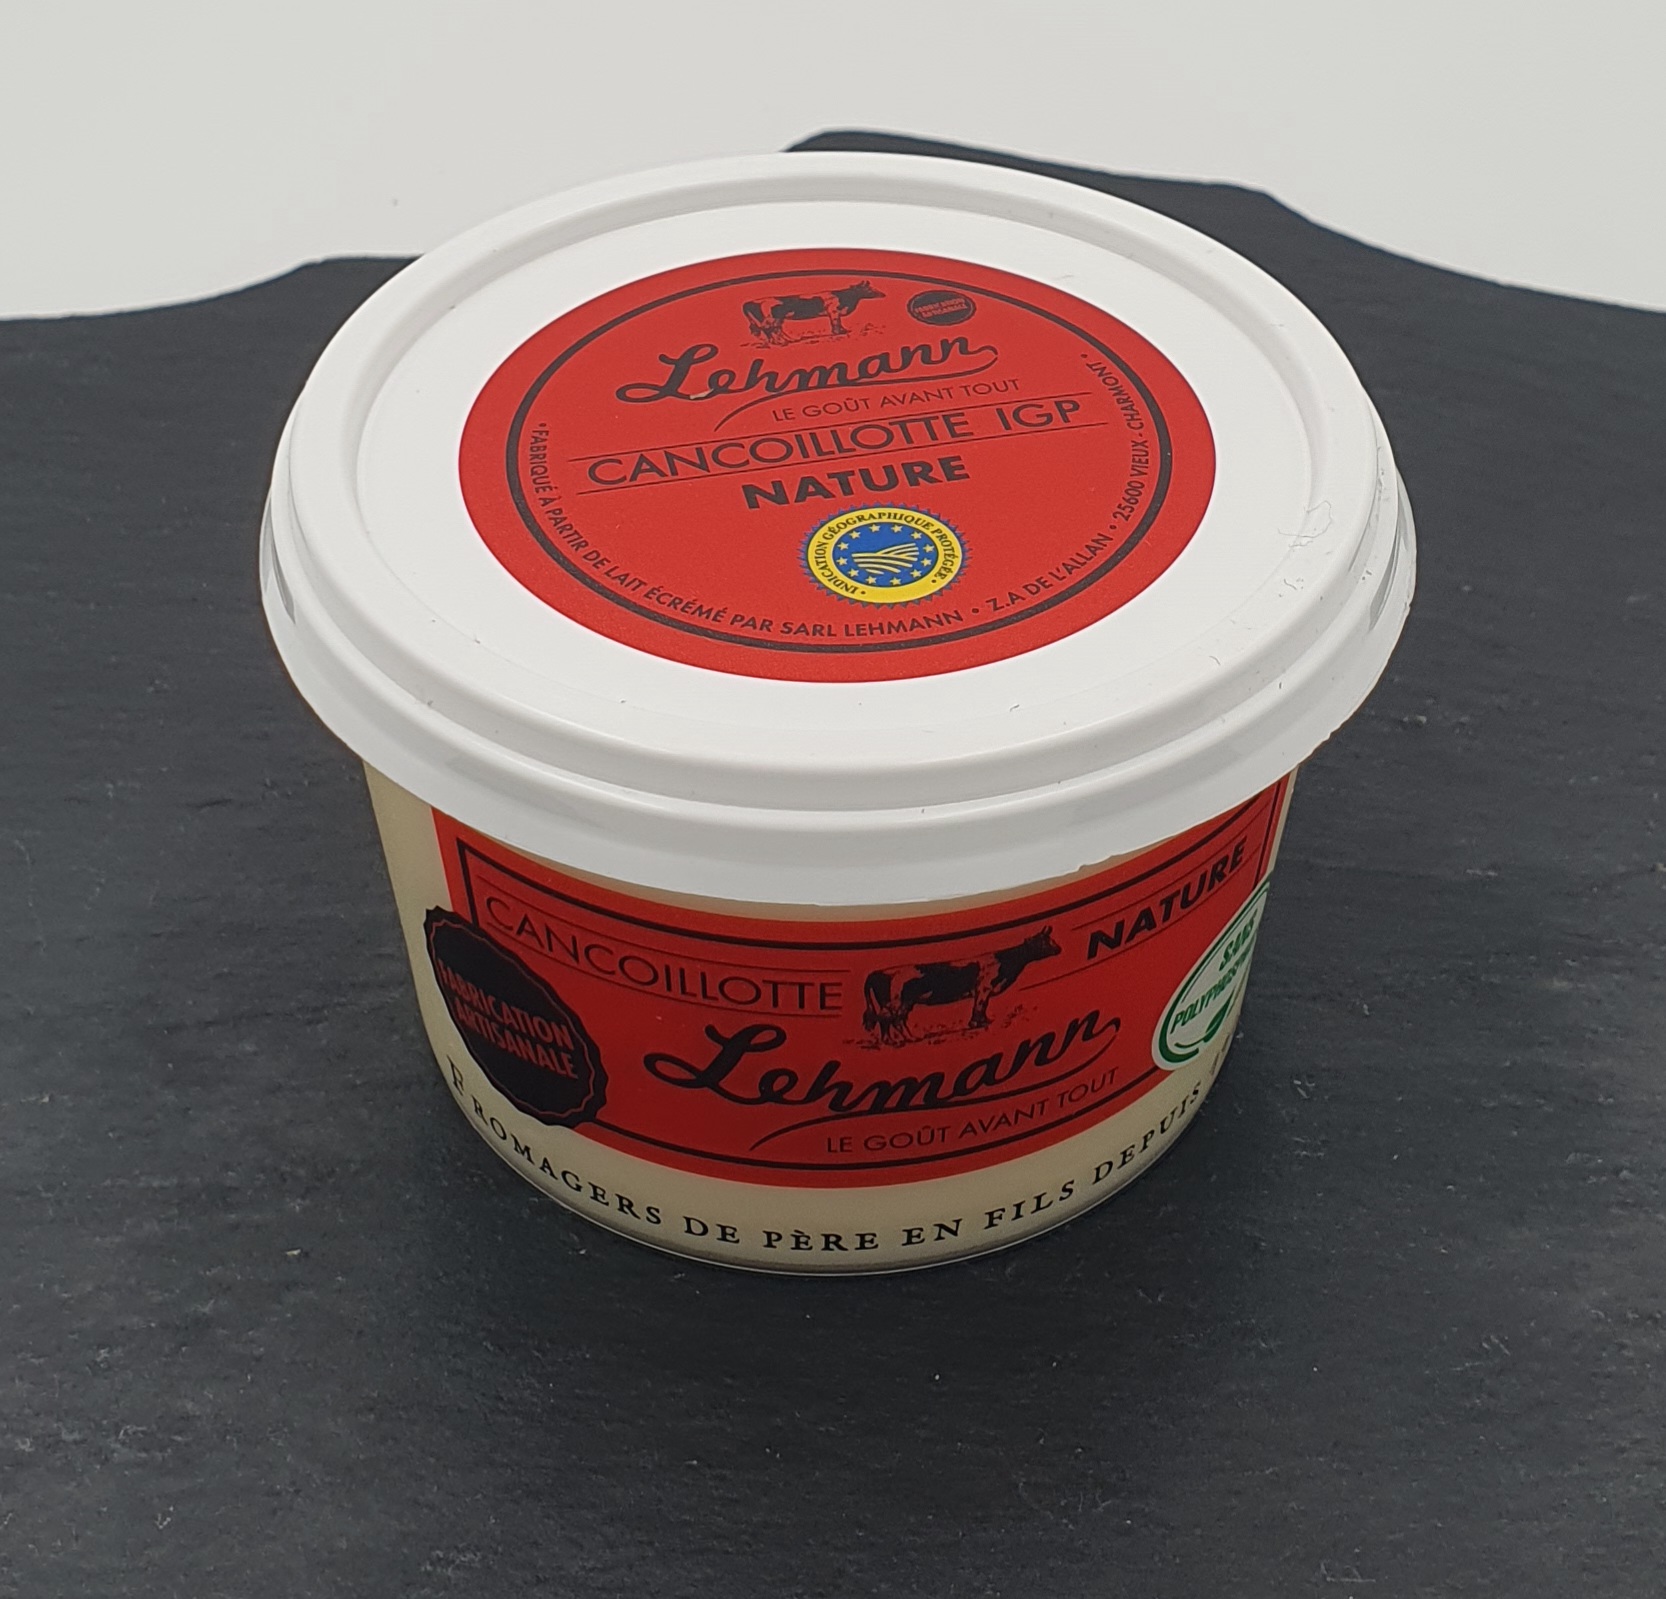 FABRICATION
ARTISANALE
Lehmann
LE GOÛT AVANT TOUT
CANCOILLOTTE IGP
NATURE
• INDICATION GÉOGRAPHIQUE PROTÉGÉE •
•FABRIQUÉ À PARTIR DE LAIT ÉCRÉMÉ PAR SARL LEHMANN • Z.A DE L'ALLAN • 25600 VIEUX-CHARMONT•
CANCOILLOTTE NATURE
Lehmann
LE GOÛT AVANT TOUT
FABRICATION
ARTISANALE
SANS
FROMAGERS DE PÈRE EN FILS DEPUIS